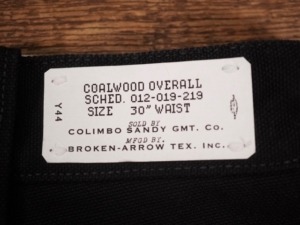 COALWOOD OVERALL
SCHED. 012-019-219
SIZE 30" WAIST
SOLD BY
COLIMBO SANDY GMT. Co.
MFGD BY.
BROKEN-ARROW TEX. INC.
Y44